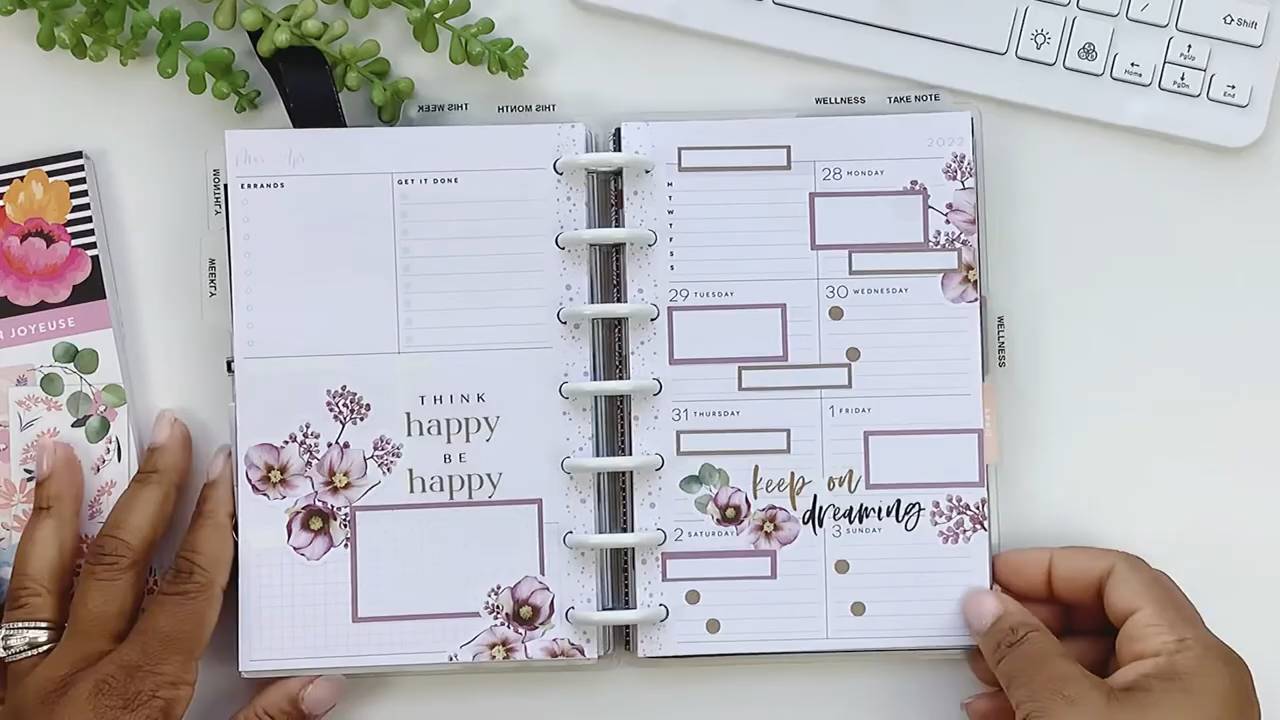 Shift
PgUp
Home
PgDn
End
THIS WEEK
THIS MONTH
WELLNESS
TAKE NOTE
MONTHLY
WEEKLY
R JOYEUSE
ERRANDS
GET IT DONE
THINK
happy
BE
happy
2022
M
T
W
T
F
S
S
28 MONDAY
29 TUESDAY
30 WEDNESDAY
31 THURSDAY
1 FRIDAY
keep on
dreaming
2 SATURDAY
3 SUNDAY
WELLNESS